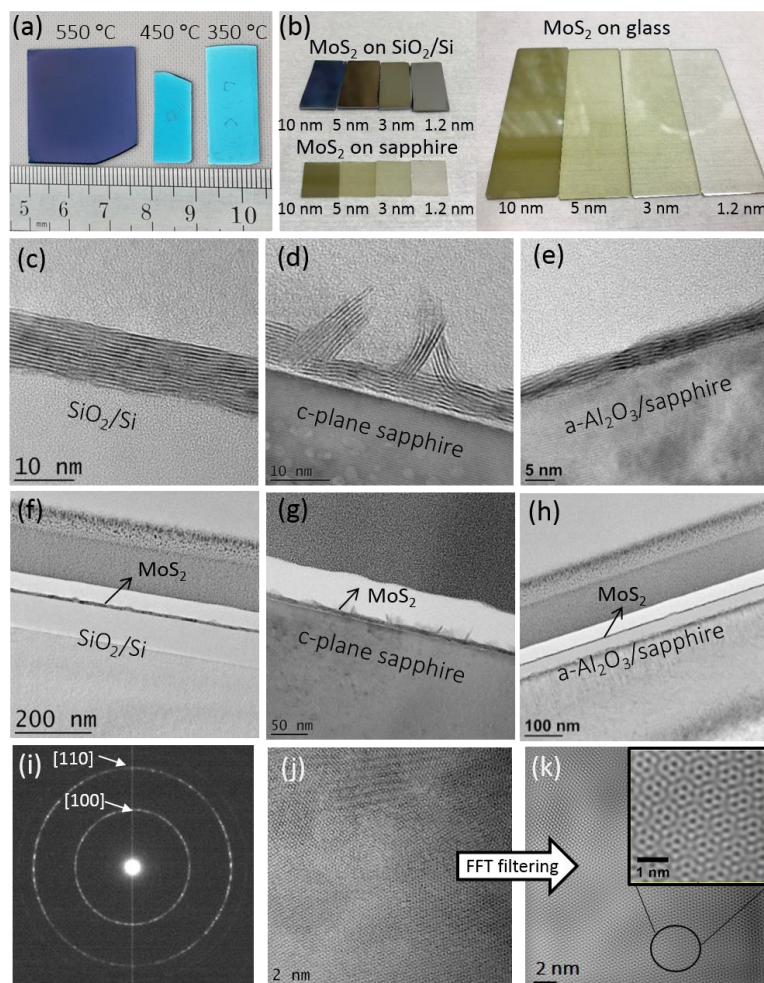 (a)
550 °C 450 °C 350 °C
5 mm 6 7 8 9 10
(b)
MoS₂ on SiO₂/Si
10 nm 5 nm 3 nm 1.2 nm
MoS₂ on sapphire
10 nm 5 nm 3 nm 1.2 nm
MoS₂ on glass
10 nm 5 nm 3 nm 1.2 nm
(c)
SiO₂/Si
10 nm
(d)
c-plane sapphire
10 nm
(e)
a-Al₂O₃/sapphire
5 nm
(f)
MoS₂
SiO₂/Si
200 nm
(g)
MoS₂
c-plane sapphire
50 nm
(h)
MoS₂
a-Al₂O₃/sapphire
100 nm
(i)
[110]
[100]
(j)
2 nm
FFT filtering
(k)
1 nm
2 nm